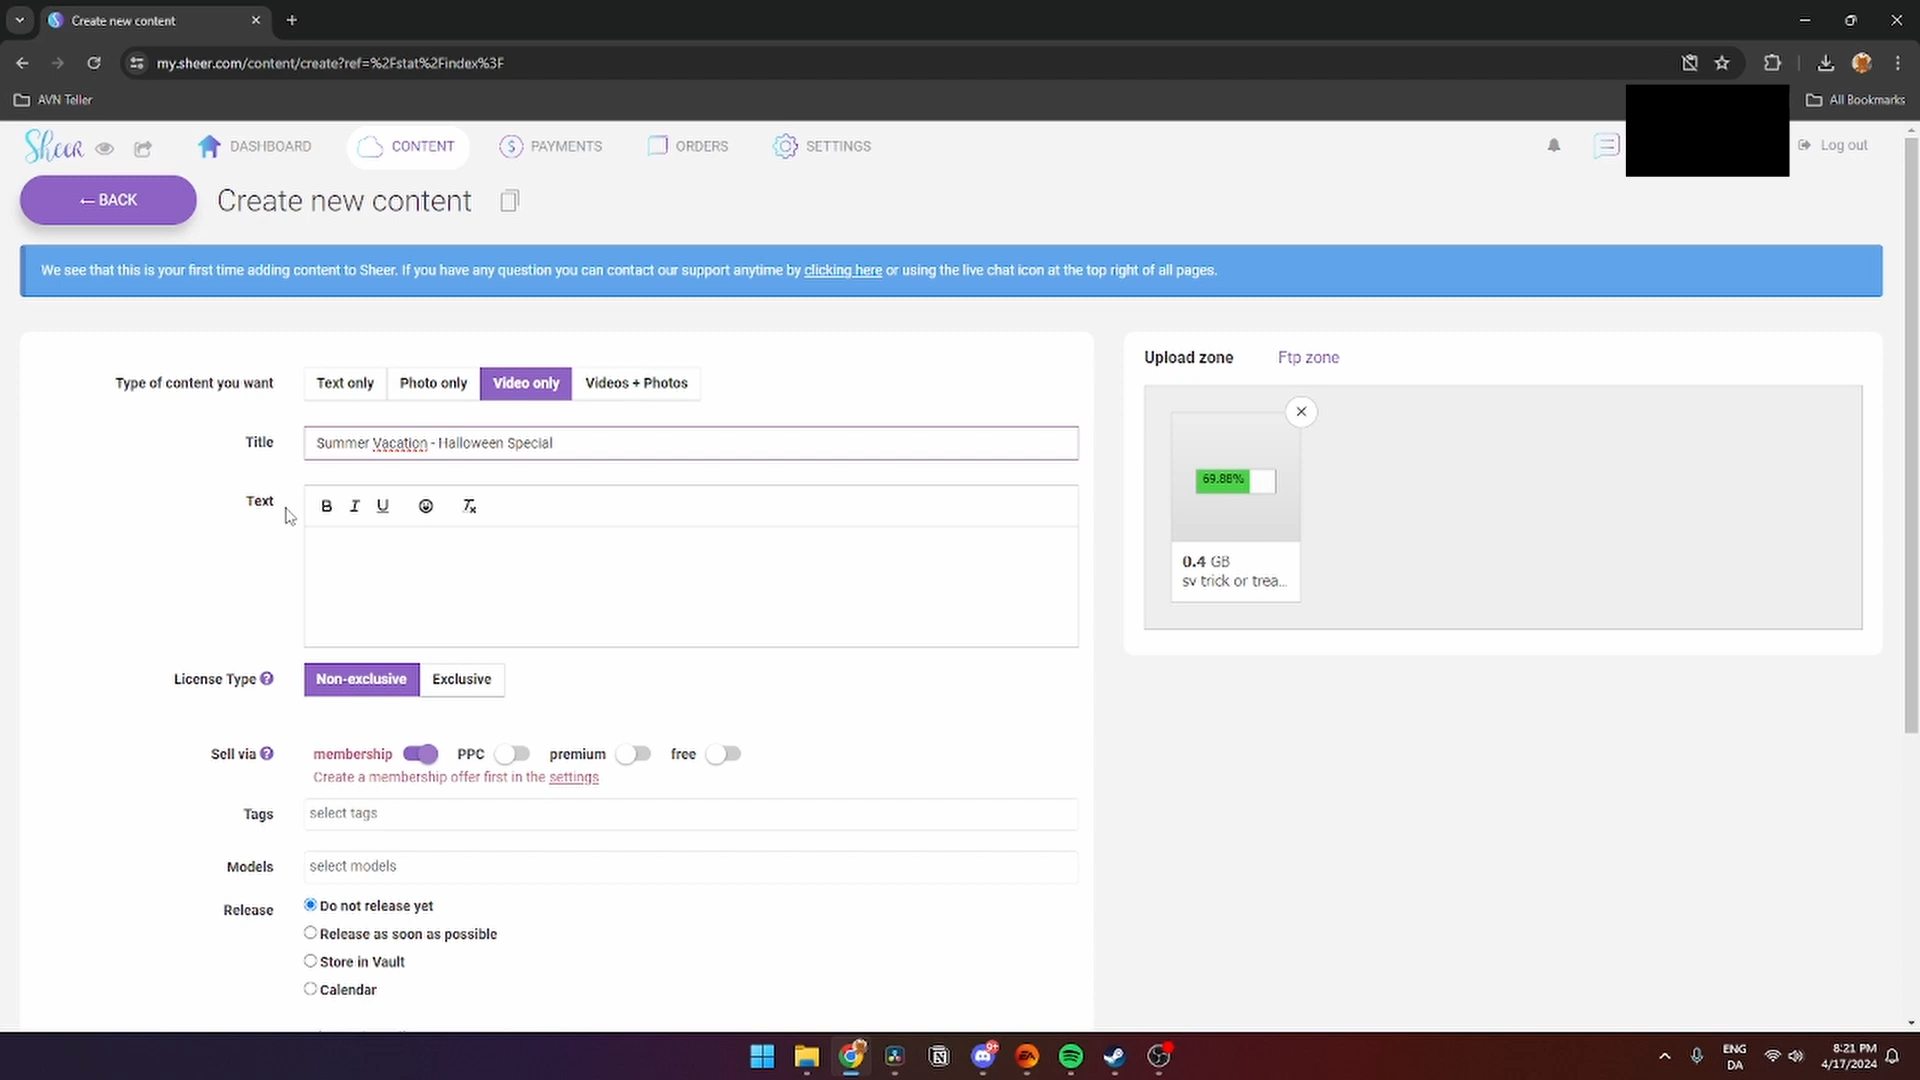 Create new content
my.sheer.com/content/create?ref=%2Fstat%2Findex%3F
AVN Teller
All Bookmarks
Sheer
DASHBOARD
CONTENT
PAYMENTS
ORDERS
SETTINGS
Log out
← BACK
Create new content
We see that this is your first time adding content to Sheer. If you have any question you can contact our support anytime by clicking here or using the live chat icon at the top right of all pages.
Type of content you want
Text only
Photo only
Video only
Videos + Photos
Title
Summer Vacation - Halloween Special
Text
B I U
License Type
Non-exclusive
Exclusive
Sell via
membership
PPC
premium
free
Create a membership offer first in the settings
Tags
select tags
Models
select models
Release
Do not release yet
Release as soon as possible
Store in Vault
Calendar
Upload zone
Ftp zone
69.88%
0.4 GB
sv trick or trea...
ENG
DA
8:21 PM
4/17/2024